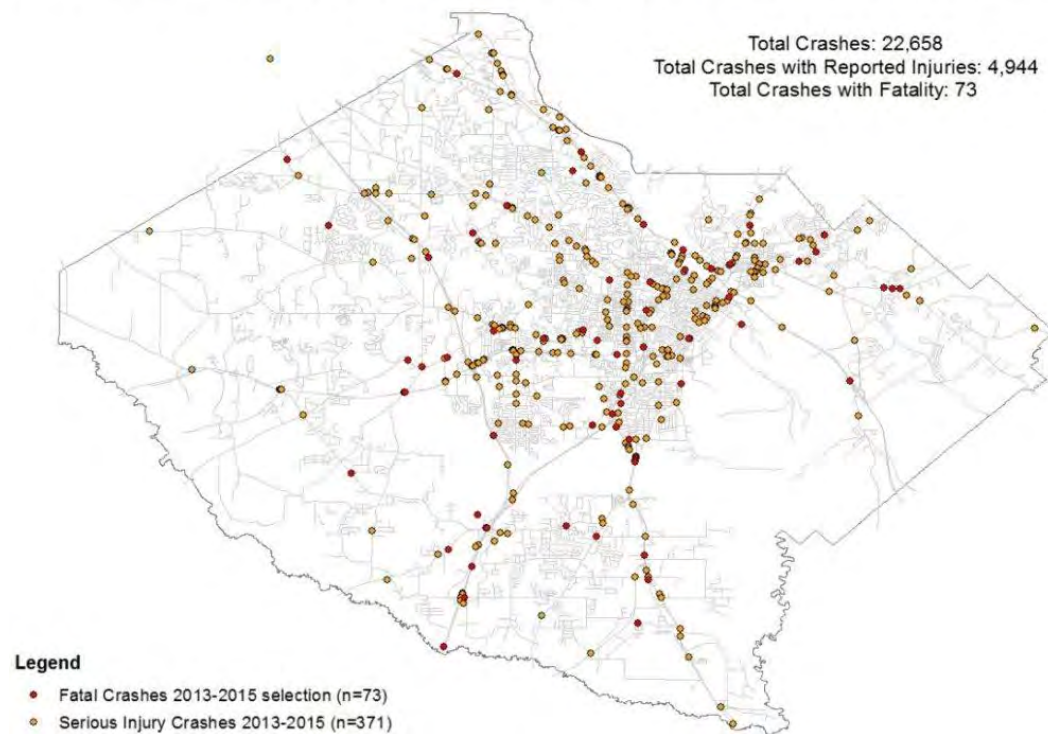 Total Crashes: 22,658
Total Crashes with Reported Injuries: 4,944
Total Crashes with Fatality: 73
Legend
Fatal Crashes 2013-2015 selection (n=73)
Serious Injury Crashes 2013-2015 (n=371)